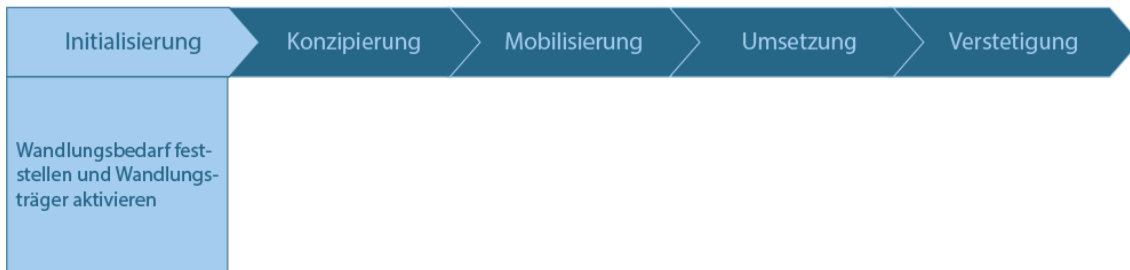 Initialisierung
Konzipierung
Mobilisierung
Umsetzung
Verstetigung
Wandlungsbedarf fest-
stellen und Wandlungs-
träger aktivieren